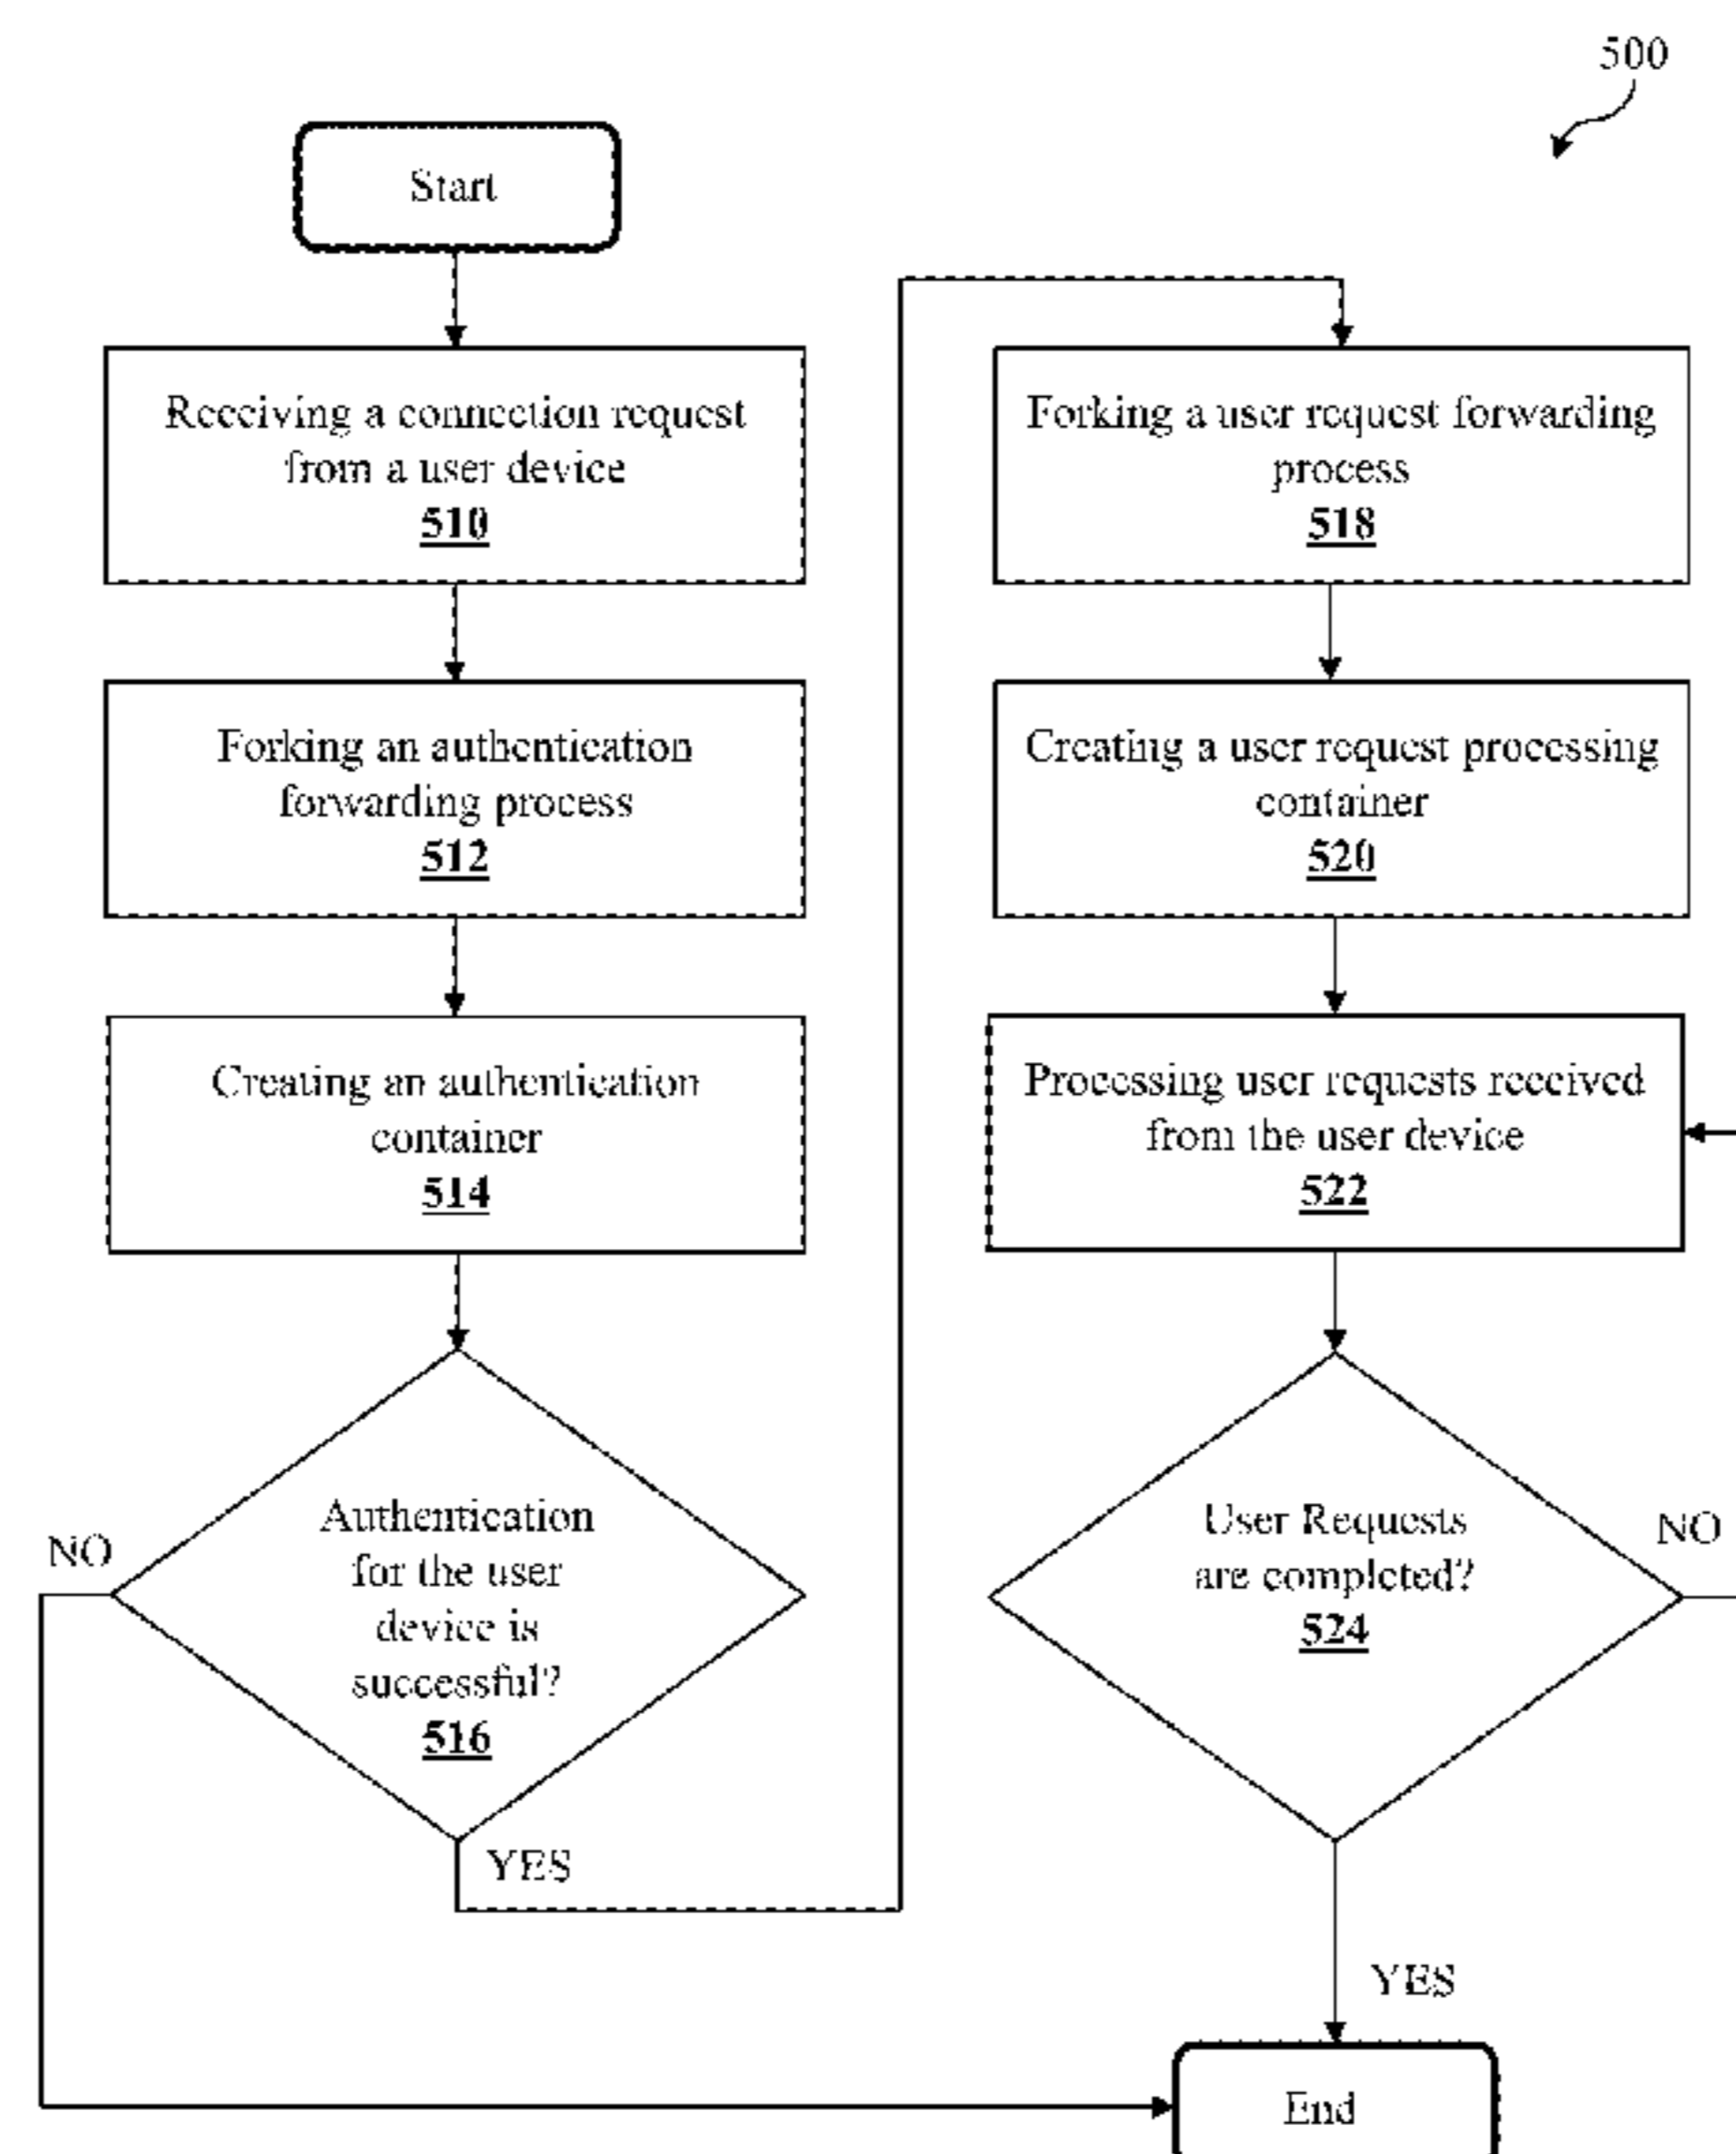 500
Start
Receiving a connection request
from a user device
510
Forking an authentication
forwarding process
512
Creating an authentication
container
514
Authentication
for the user
device is
successful?
516
NO
YES
Forking a user request forwarding
process
518
Creating a user request processing
container
520
Processing user requests received
from the user device
522
User Requests
are completed?
524
NO
YES
End